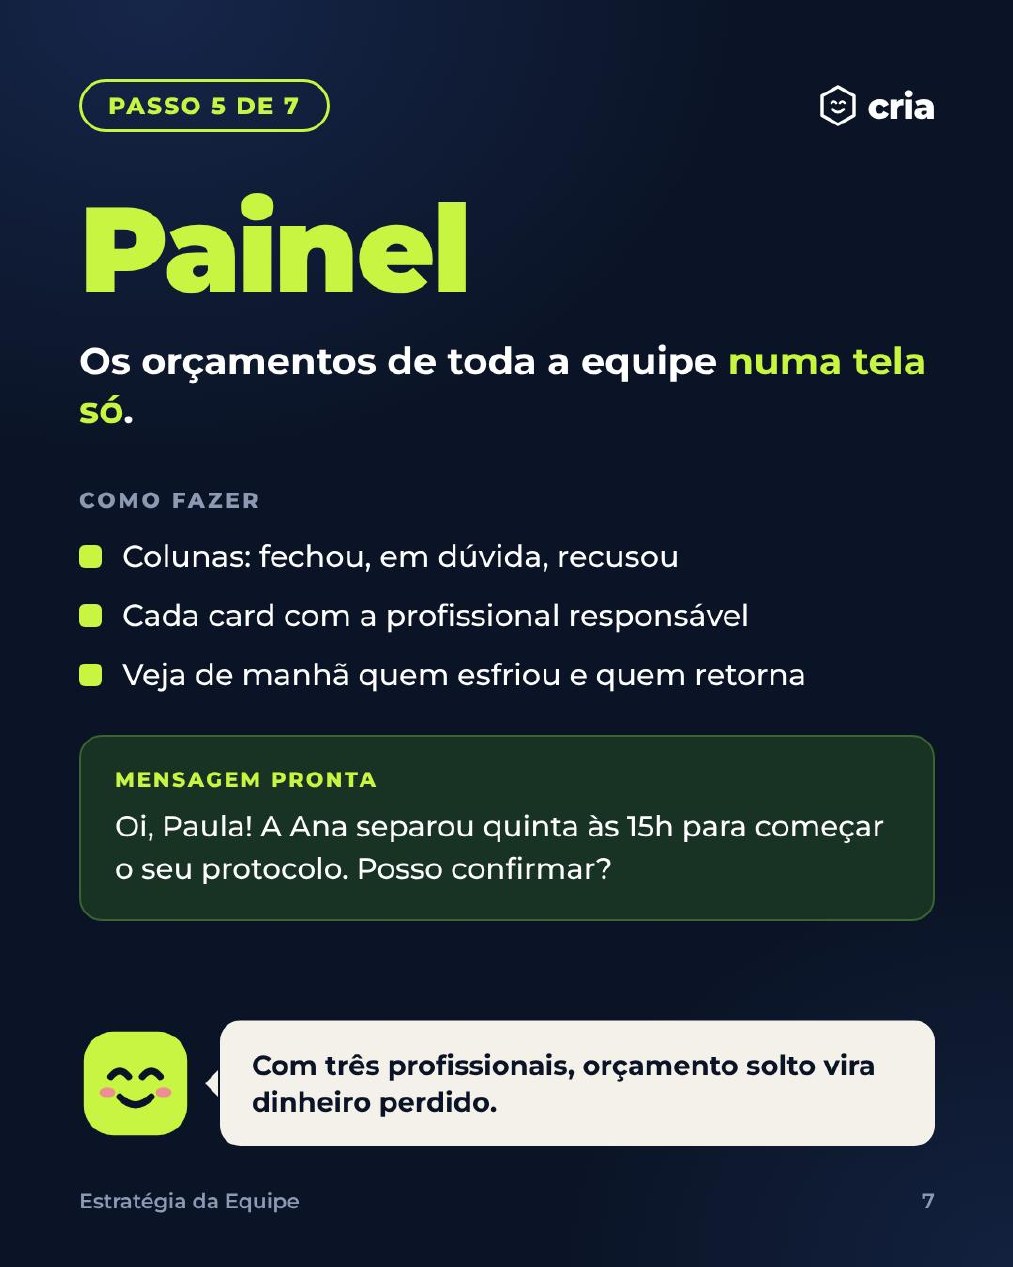 PASSO 5 DE 7
cria
Painel
Os orçamentos de toda a equipe numa tela
só.
COMO FAZER
Colunas: fechou, em dúvida, recusou
Cada card com a profissional responsável
Veja de manhã quem esfriou e quem retorna
MENSAGEM PRONTA
Oi, Paula! A Ana separou quinta às 15h para começar
o seu protocolo. Posso confirmar?
Com três profissionais, orçamento solto vira
dinheiro perdido.
Estratégia da Equipe
7